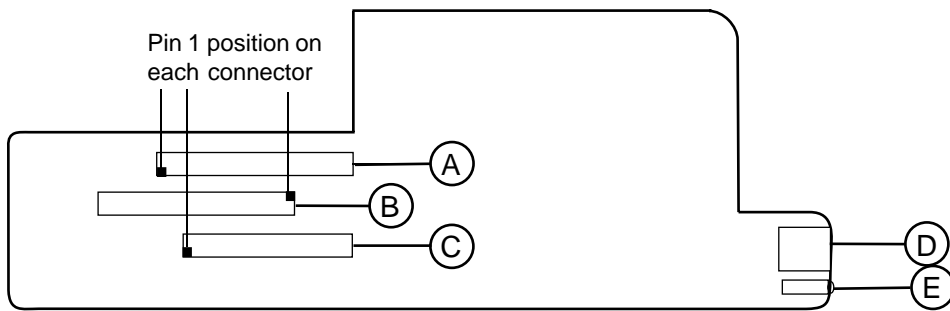 Pin 1 position on
each connector
A
B
C
D
E